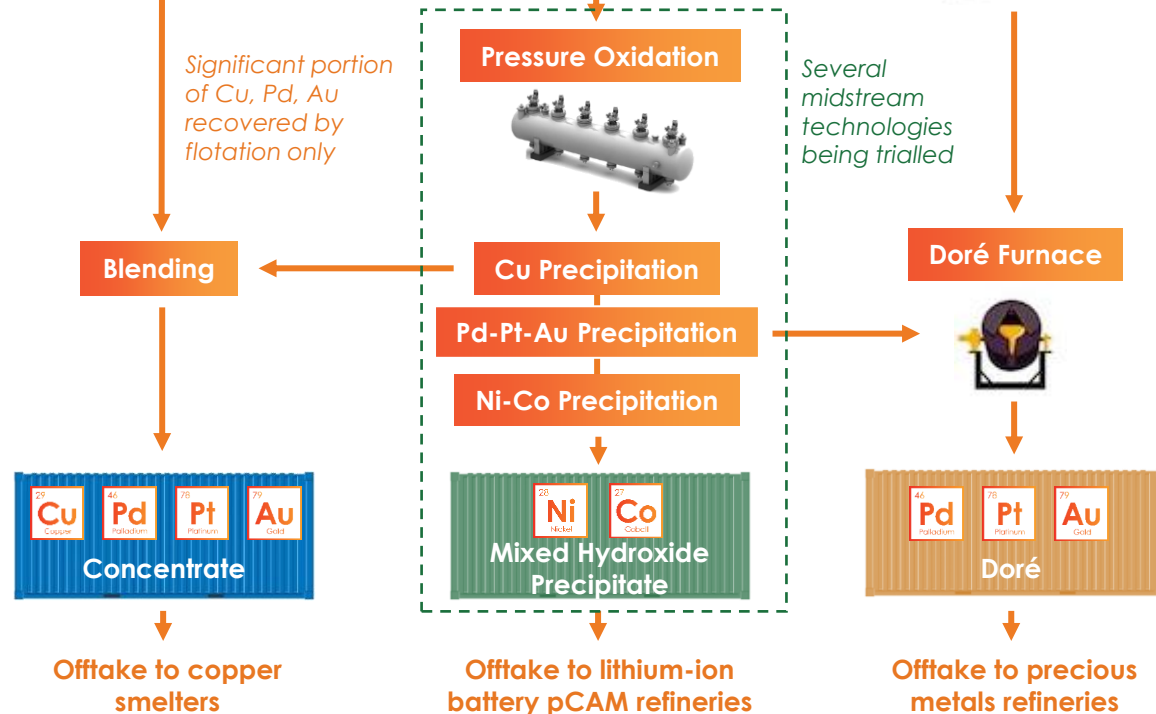 Pressure Oxidation
Significant portion
of Cu, Pd, Au
recovered by
flotation only
Several
midstream
technologies
being trialled
Blending
Cu Precipitation
Doré Furnace
Pd-Pt-Au Precipitation
Ni-Co Precipitation
29
Cu
Copper
46
Pd
Palladium
78
Pt
Platinum
79
Au
Gold
Concentrate
28
Ni
Nickel
27
Co
Cobalt
Mixed Hydroxide
Precipitate
46
Pd
Palladium
78
Pt
Platinum
79
Au
Gold
Doré
Offtake to copper
smelters
Offtake to lithium-ion
battery pCAM refineries
Offtake to precious
metals refineries